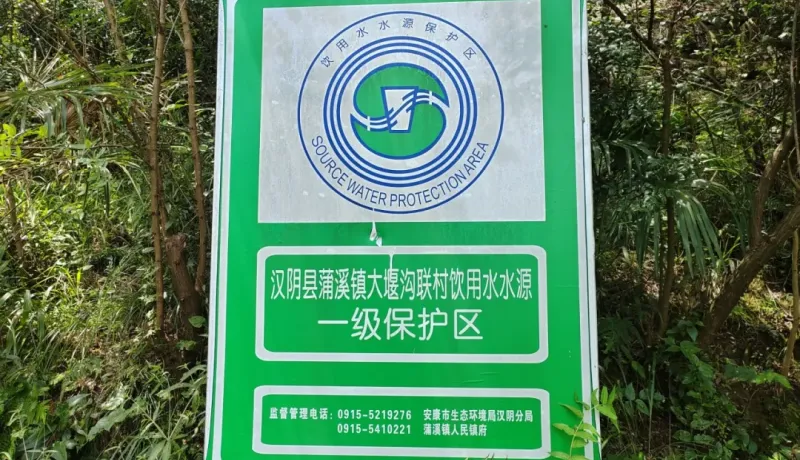 饮用水水源保护区
SOURCE WATER PROTECTION AREA
汉阴县蒲溪镇大堰沟联村饮用水水源
一级保护区
监督管理电话：0915-5219276 安康市生态环境局汉阴分局
0915-5410221 蒲溪镇人民镇府